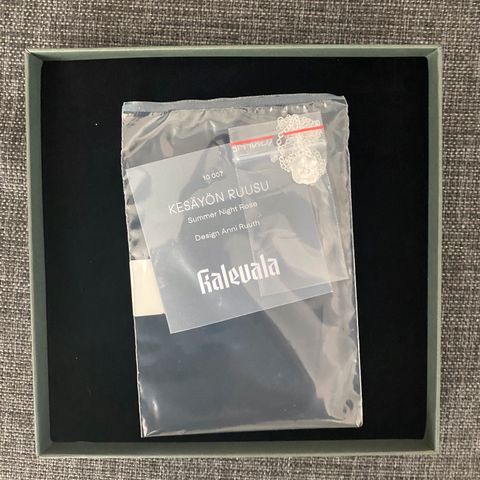 10 007
KESÄYÖN RUUSU
Summer Night Rose
Design Anni Ruuth
Kalevala